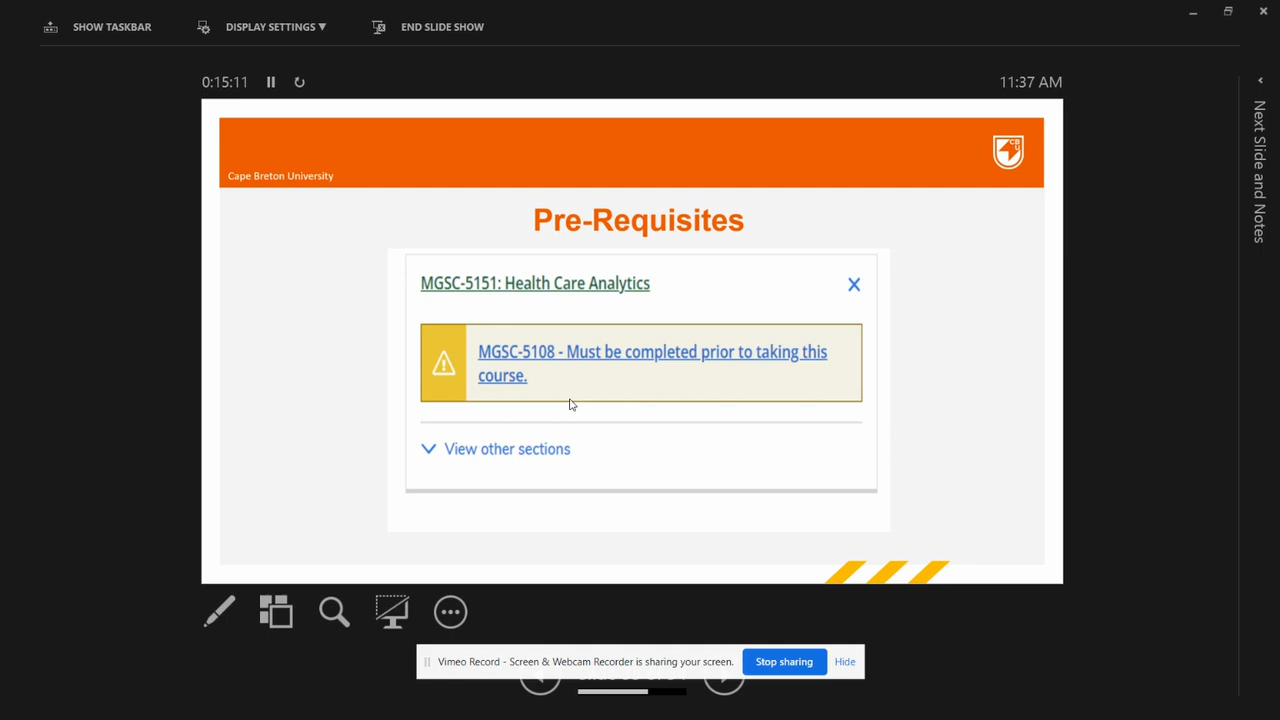 SHOW TASKBAR
DISPLAY SETTINGS ▼
END SLIDE SHOW
0:15:11
11:37 AM
Next Slide and Notes
CBU
Cape Breton University
Pre-Requisites
MGSC-5151: Health Care Analytics
MGSC-5108 - Must be completed prior to taking this
course.
View other sections
Vimeo Record - Screen & Webcam Recorder is sharing your screen.
Stop sharing
Hide